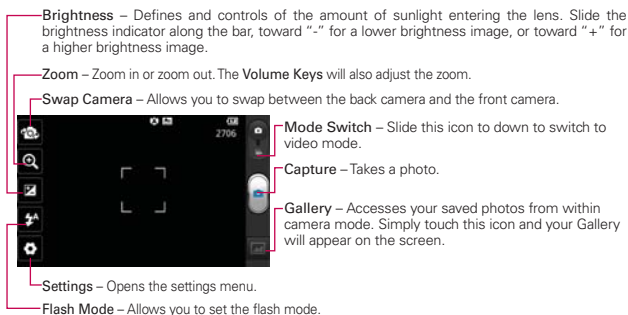 Brightness – Defines and controls of the amount of sunlight entering the lens. Slide the
brightness indicator along the bar, toward “-” for a lower brightness image, or toward “+” for
a higher brightness image.
Zoom – Zoom in or zoom out. The Volume Keys will also adjust the zoom.
Swap Camera – Allows you to swap between the back camera and the front camera.
2706
Mode Switch – Slide this icon to down to switch to
video mode.
Capture – Takes a photo.
Gallery – Accesses your saved photos from within
camera mode. Simply touch this icon and your Gallery
will appear on the screen.
Settings – Opens the settings menu.
Flash Mode – Allows you to set the flash mode.